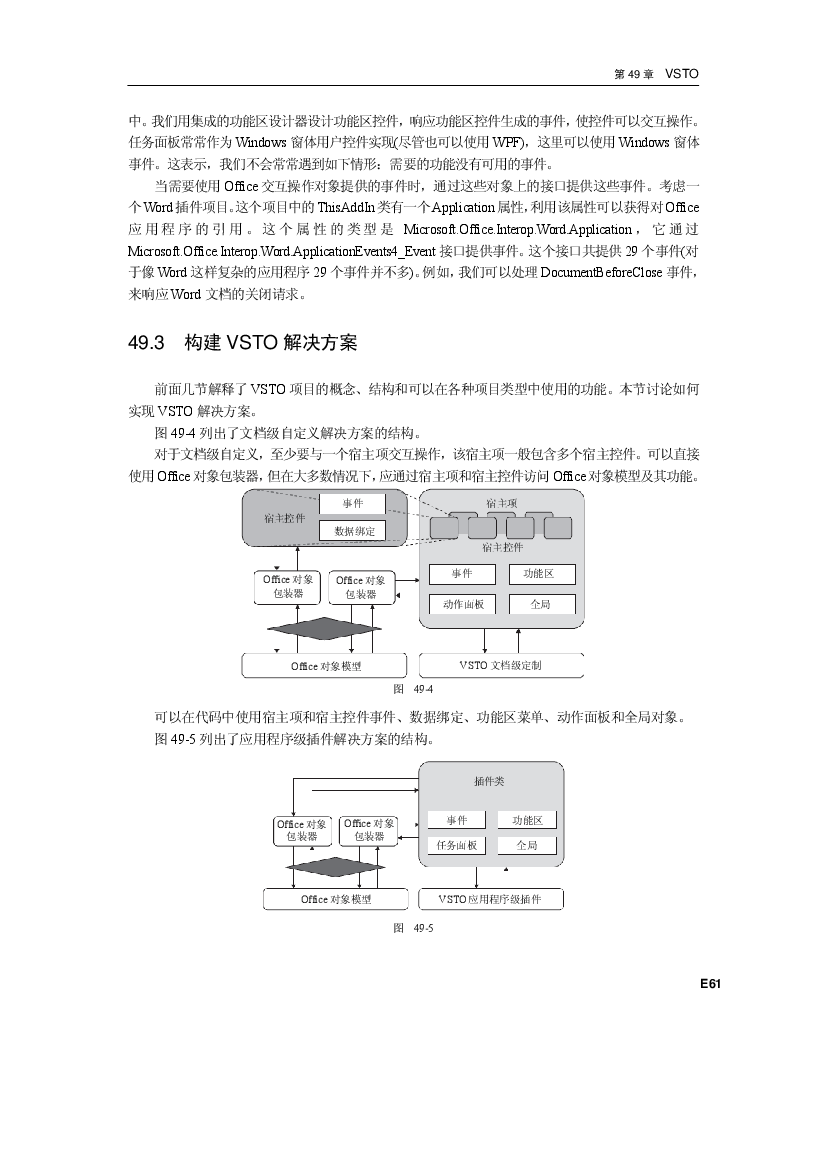 第 49 章 VSTO
中。我们用集成的功能区设计器设计功能区控件，响应功能区控件生成的事件，使控件可以交互操作。
任务面板常常作为 Windows 窗体用户控件实现(尽管也可以使用 WPF)，这里可以使用 Windows 窗体
事件。这表示，我们不会常常遇到如下情形：需要的功能没有可用的事件。
当需要使用 Office 交互操作对象提供的事件时，通过这些对象上的接口提供这些事件。考虑一
个 Word 插件项目。这个项目中的 ThisAddIn 类有一个 Application 属性，利用该属性可以获得对 Office
应用程序的引用。这个属性的类型是 Microsoft.Office.Interop.Word.Application，它通过
Microsoft.Office.Interop.Word.ApplicationEvents4_Event 接口提供事件。这个接口共提供 29 个事件(对
于像 Word 这样复杂的应用程序 29 个事件并不多)。例如，我们可以处理 DocumentBeforeClose 事件，
来响应 Word 文档的关闭请求。
49.3 构建 VSTO 解决方案
前面几节解释了 VSTO 项目的概念、结构和可以在各种项目类型中使用的功能。本节讨论如何
实现 VSTO 解决方案。
图 49-4 列出了文档级自定义解决方案的结构。
对于文档级自定义，至少要与一个宿主项交互操作，该宿主项一般包含多个宿主控件。可以直接
使用 Office 对象包装器，但在大多数情况下，应通过宿主项和宿主控件访问 Office 对象模型及其功能。
宿主控件
事件
数据绑定
宿主项
宿主控件
事件
功能区
动作面板
全局
Office 对象
包装器
Office 对象
包装器
Office 对象模型
VSTO 文档级定制
图 49-4
可以在代码中使用宿主项和宿主控件事件、数据绑定、功能区菜单、动作面板和全局对象。
图 49-5 列出了应用程序级插件解决方案的结构。
插件类
事件
功能区
任务面板
全局
Office 对象
包装器
Office 对象
包装器
Office 对象模型
VSTO 应用程序级插件
图 49-5
E61